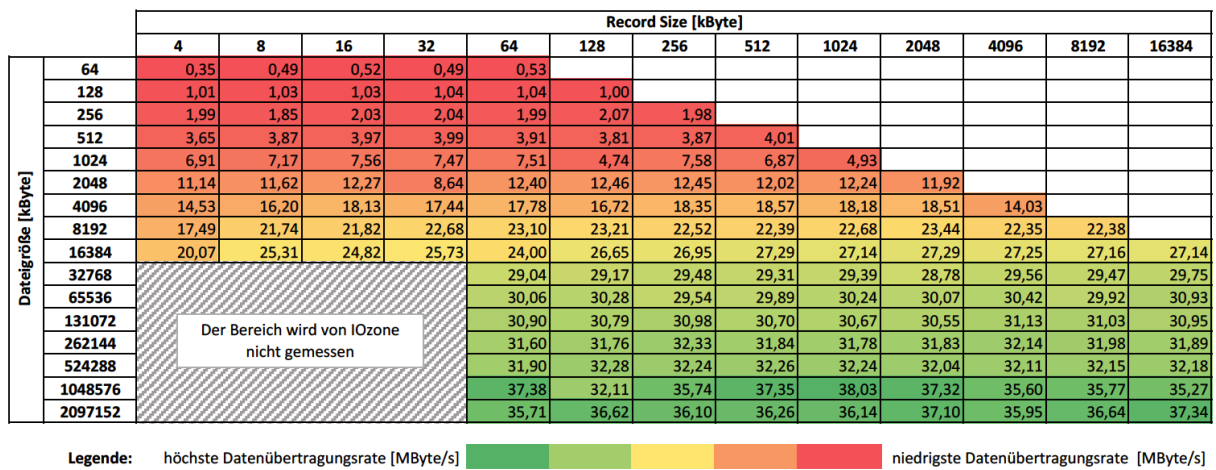 Record Size [kByte]
4 8 16 32 64 128 256 512 1024 2048 4096 8192 16384
Dateigröße [kByte]
64 0,35 0,49 0,52 0,49 0,53
128 1,01 1,03 1,03 1,04 1,04 1,00
256 1,99 1,85 2,03 2,04 1,99 2,07 1,98
512 3,65 3,87 3,97 3,99 3,91 3,81 3,87 4,01
1024 6,91 7,17 7,56 7,47 7,51 4,74 7,58 6,87 4,93
2048 11,14 11,62 12,27 8,64 12,40 12,46 12,45 12,02 12,24 11,92
4096 14,53 16,20 18,13 17,44 17,78 16,72 18,35 18,57 18,18 18,51 14,03
8192 17,49 21,74 21,82 22,68 23,10 23,21 22,52 22,39 22,68 23,44 22,35 22,38
16384 20,07 25,31 24,82 25,73 24,00 26,65 26,95 27,29 27,14 27,29 27,25 27,16 27,14
32768 29,04 29,17 29,48 29,31 29,39 28,78 29,56 29,47 29,75
65536 30,06 30,28 29,54 29,89 30,24 30,07 30,42 29,92 30,93
131072 30,90 30,79 30,98 30,70 30,67 30,55 31,13 31,03 30,95
Der Bereich wird von IOzone
nicht gemessen
262144 31,60 31,76 32,33 31,84 31,78 31,83 32,14 31,98 31,89
524288 31,90 32,28 32,24 32,26 32,24 32,04 32,11 32,15 32,18
1048576 37,38 32,11 35,74 37,35 38,03 37,32 35,60 35,77 35,27
2097152 35,71 36,62 36,10 36,26 36,14 37,10 35,95 36,64 37,34
Legende: höchste Datenübertragungsrate [MByte/s] niedrigste Datenübertragungsrate [MByte/s]